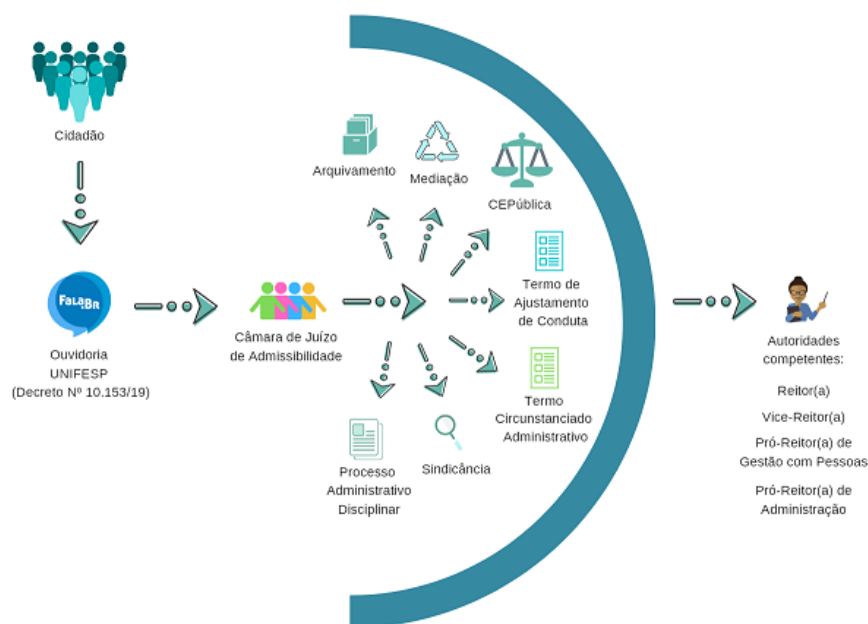 Cidadão
Fala.BR
Ouvidoria
UNIFESP
(Decreto Nº 10.153/19)
Câmara de Juízo
de Admissibilidade
Arquivamento
Mediação
CEPública
Termo de
Ajustamento
de Conduta
Termo
Circunstanciado
Administrativo
Sindicância
Processo
Administrativo
Disciplinar
Autoridades
competentes:
Reitor(a)
Vice-Reitor(a)
Pró-Reitor(a) de
Gestão com Pessoas
Pró-Reitor(a) de
Administração